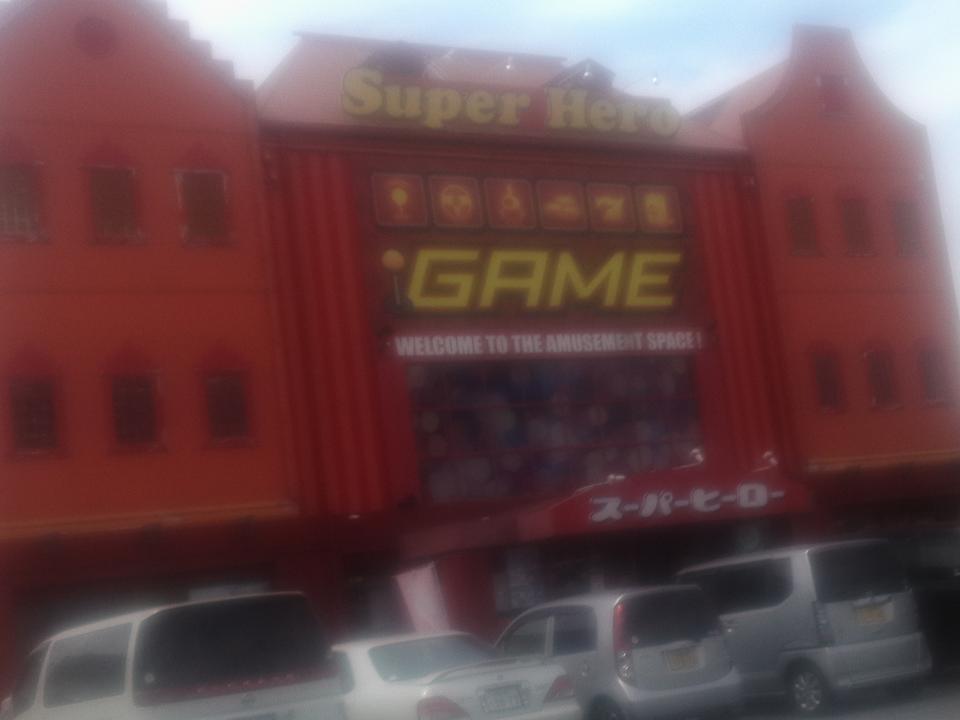 Super Hero
GAME
WELCOME TO THE AMUSEMENT SPACE!
スーパーヒーロー